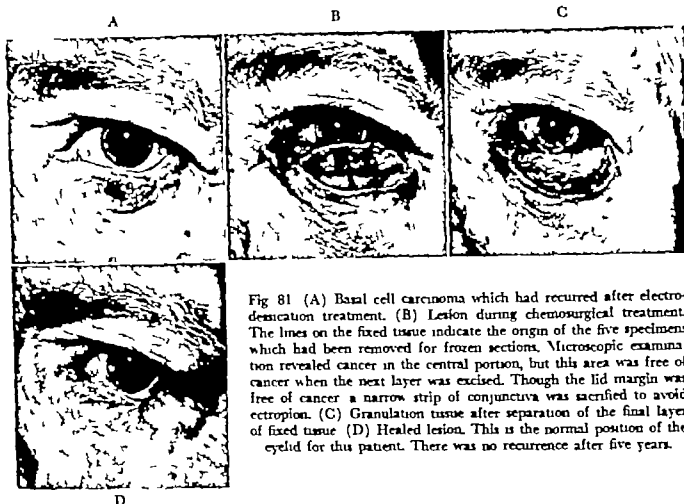 A
B
C
Fig 81 (A) Basal cell carcinoma which had recurred after electro-
dessication treatment. (B) Lesion during chemosurgical treatment.
The lines on the fixed tissue indicate the origin of the five specimens
which had been removed for frozen sections. Microscopic examina
tion revealed cancer in the central portion, but this area was free of
cancer when the next layer was excised. Though the lid margin was
free of cancer a narrow strip of conjunctiva was sacrified to avoid
ectropion. (C) Granulation tissue after separation of the final layer
of fixed tissue (D) Healed lesion. This is the normal position of the
eyelid for this patient. There was no recurrence after five years.
D